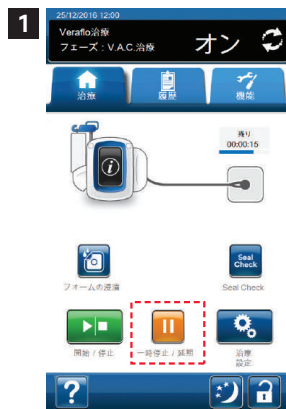 1
25/12/2016 12:00
Veraflo治療
フェーズ：V.A.C.治療
オン
治療
履歴
機能
残り
00:00:15
i
フォームの浸漬
Seal
Check
Seal Check
開始 / 停止
一時停止 / 延期
治療
設定
?